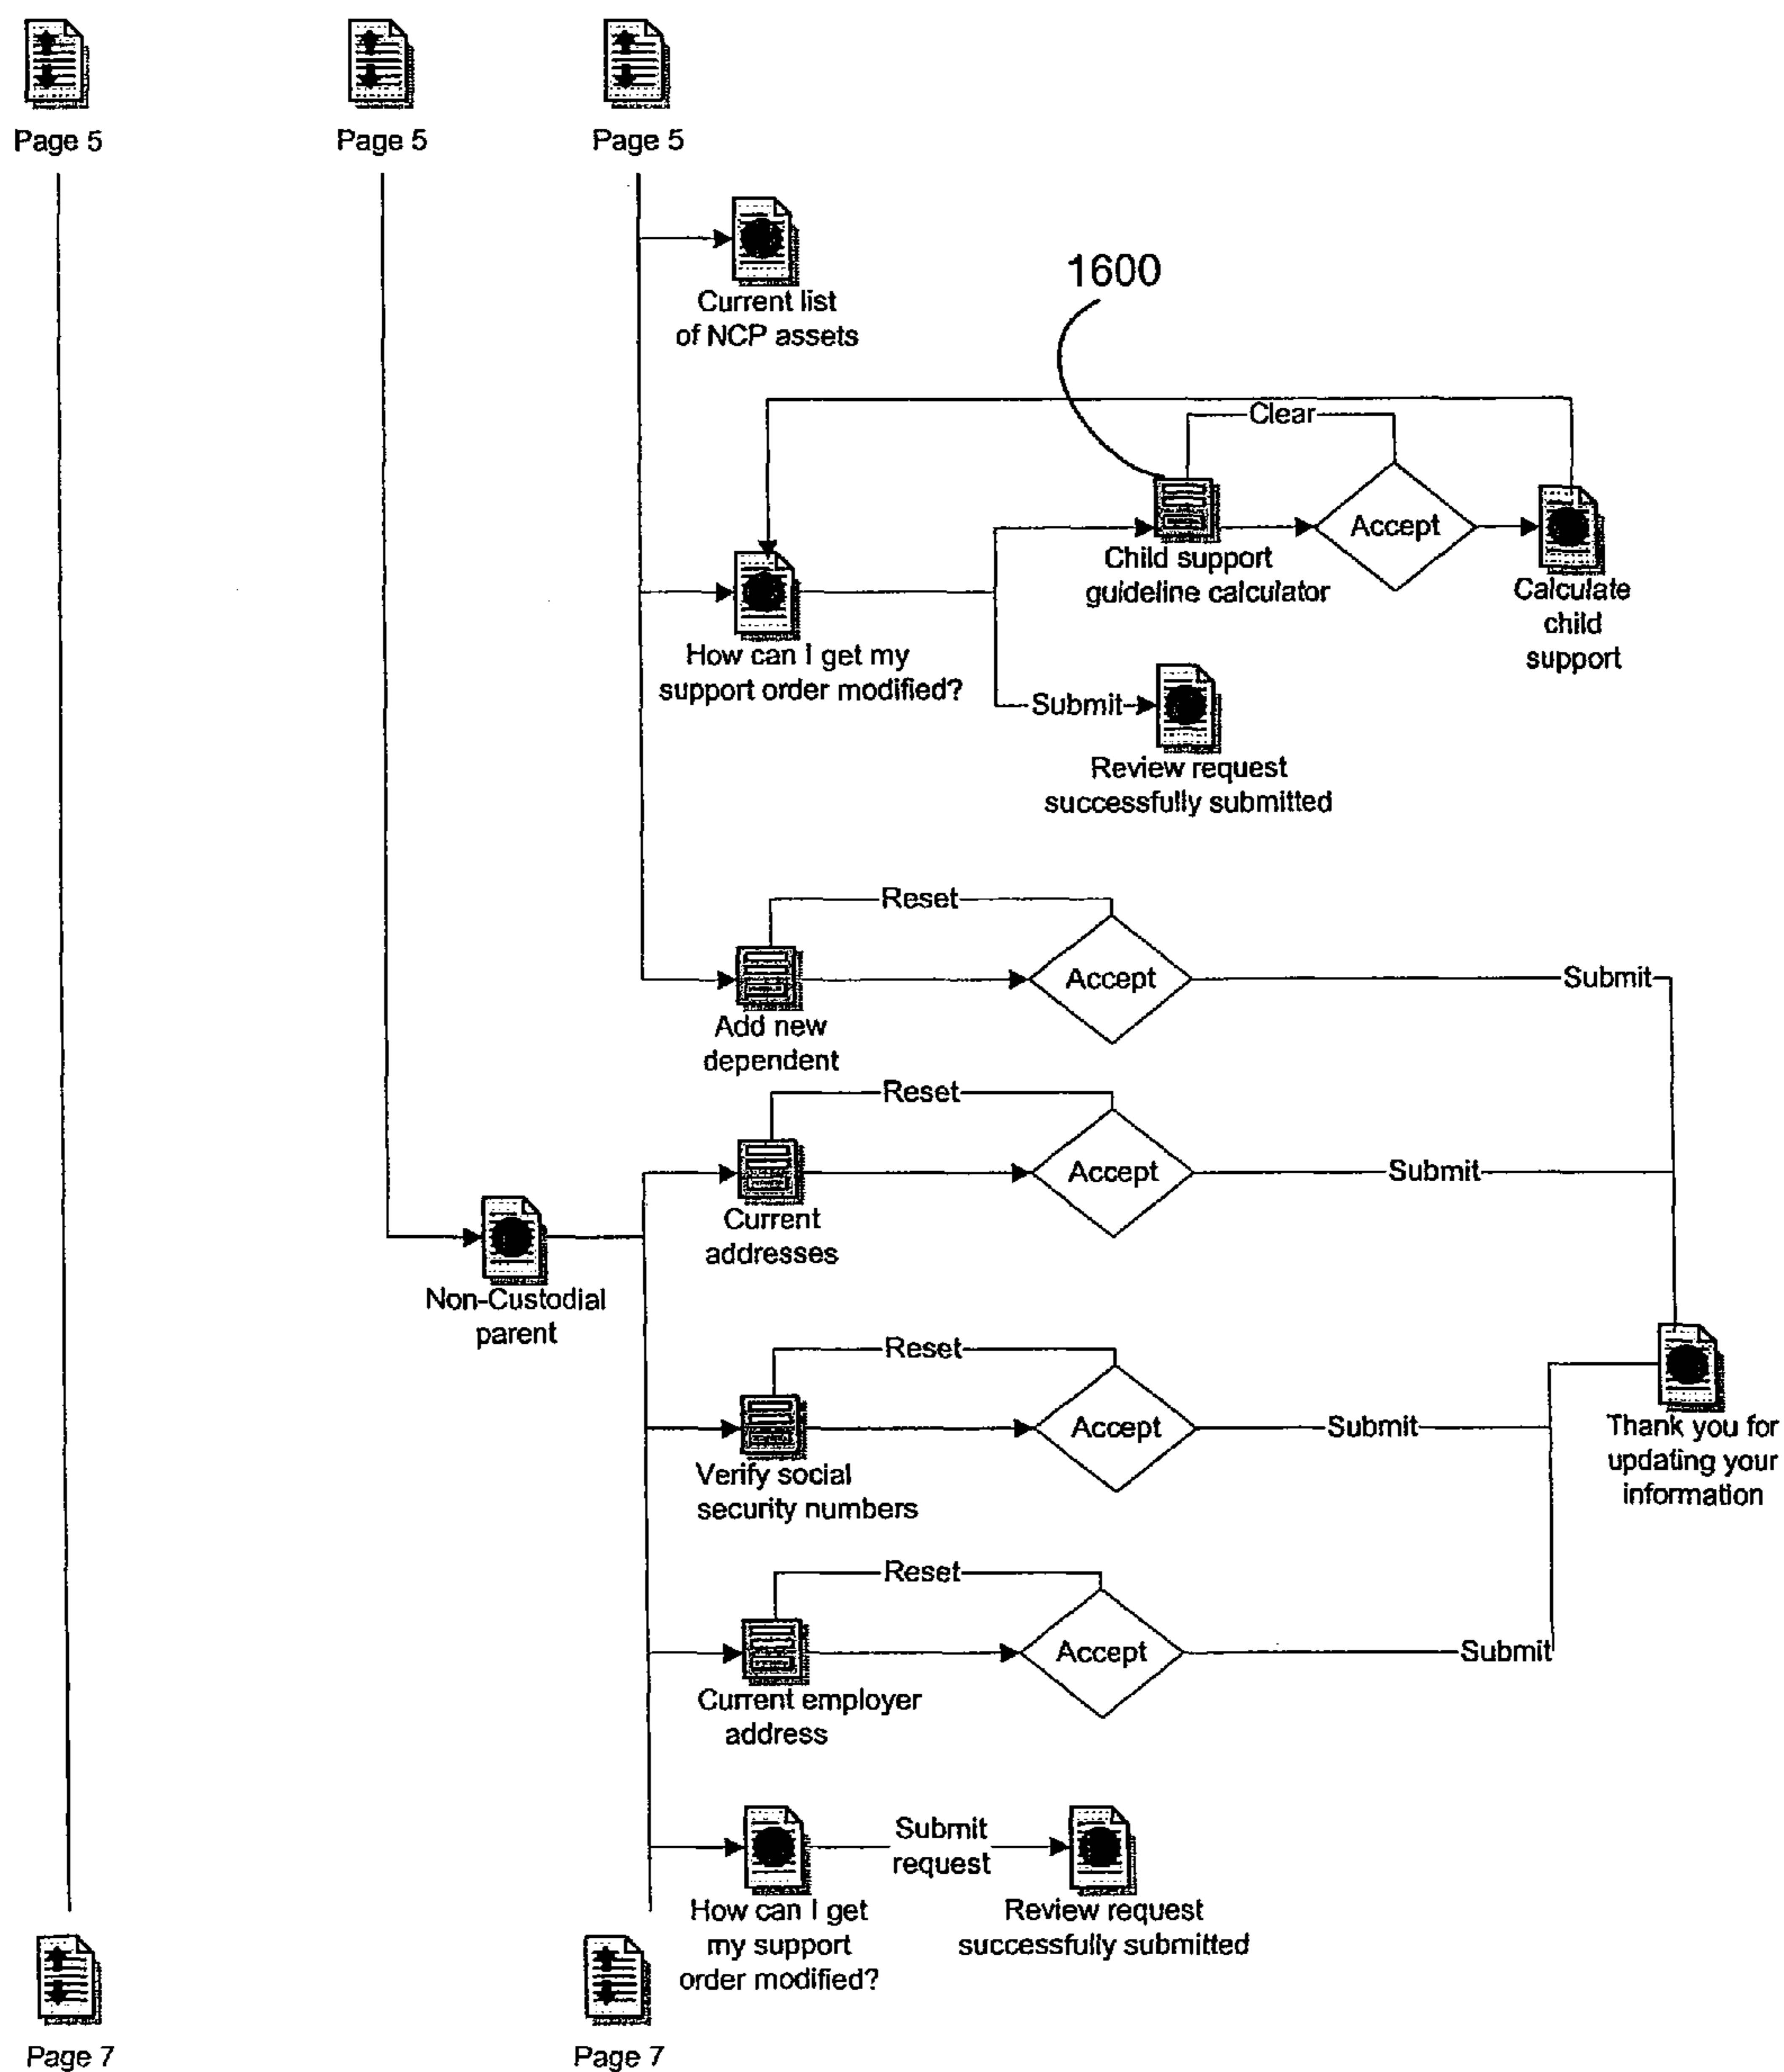 Page 5
Page 5
Page 5
Current list
of NCP assets
1600
Clear
Accept
Child support
guideline calculator
Calculate
child
support
How can I get my
support order modified?
Submit
Review request
successfully submitted
Reset
Accept
Submit
Add new
dependent
Reset
Accept
Submit
Current
addresses
Non-Custodial
parent
Reset
Accept
Submit
Verify social
security numbers
Thank you for
updating your
information
Reset
Accept
Submit
Current employer
address
Submit
request
How can I get
my support
order modified?
Review request
successfully submitted
Page 7
Page 7